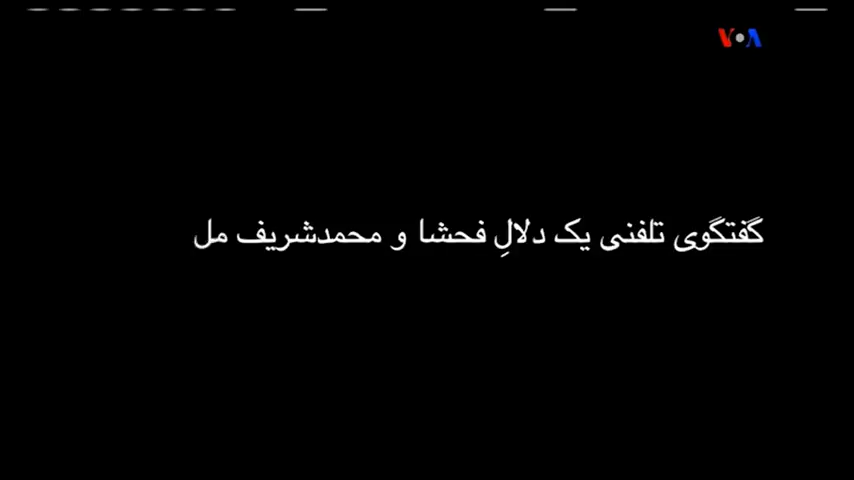 VOA
گفتگوی تلفنی یک دلالِ فحشا و محمدشریف مل